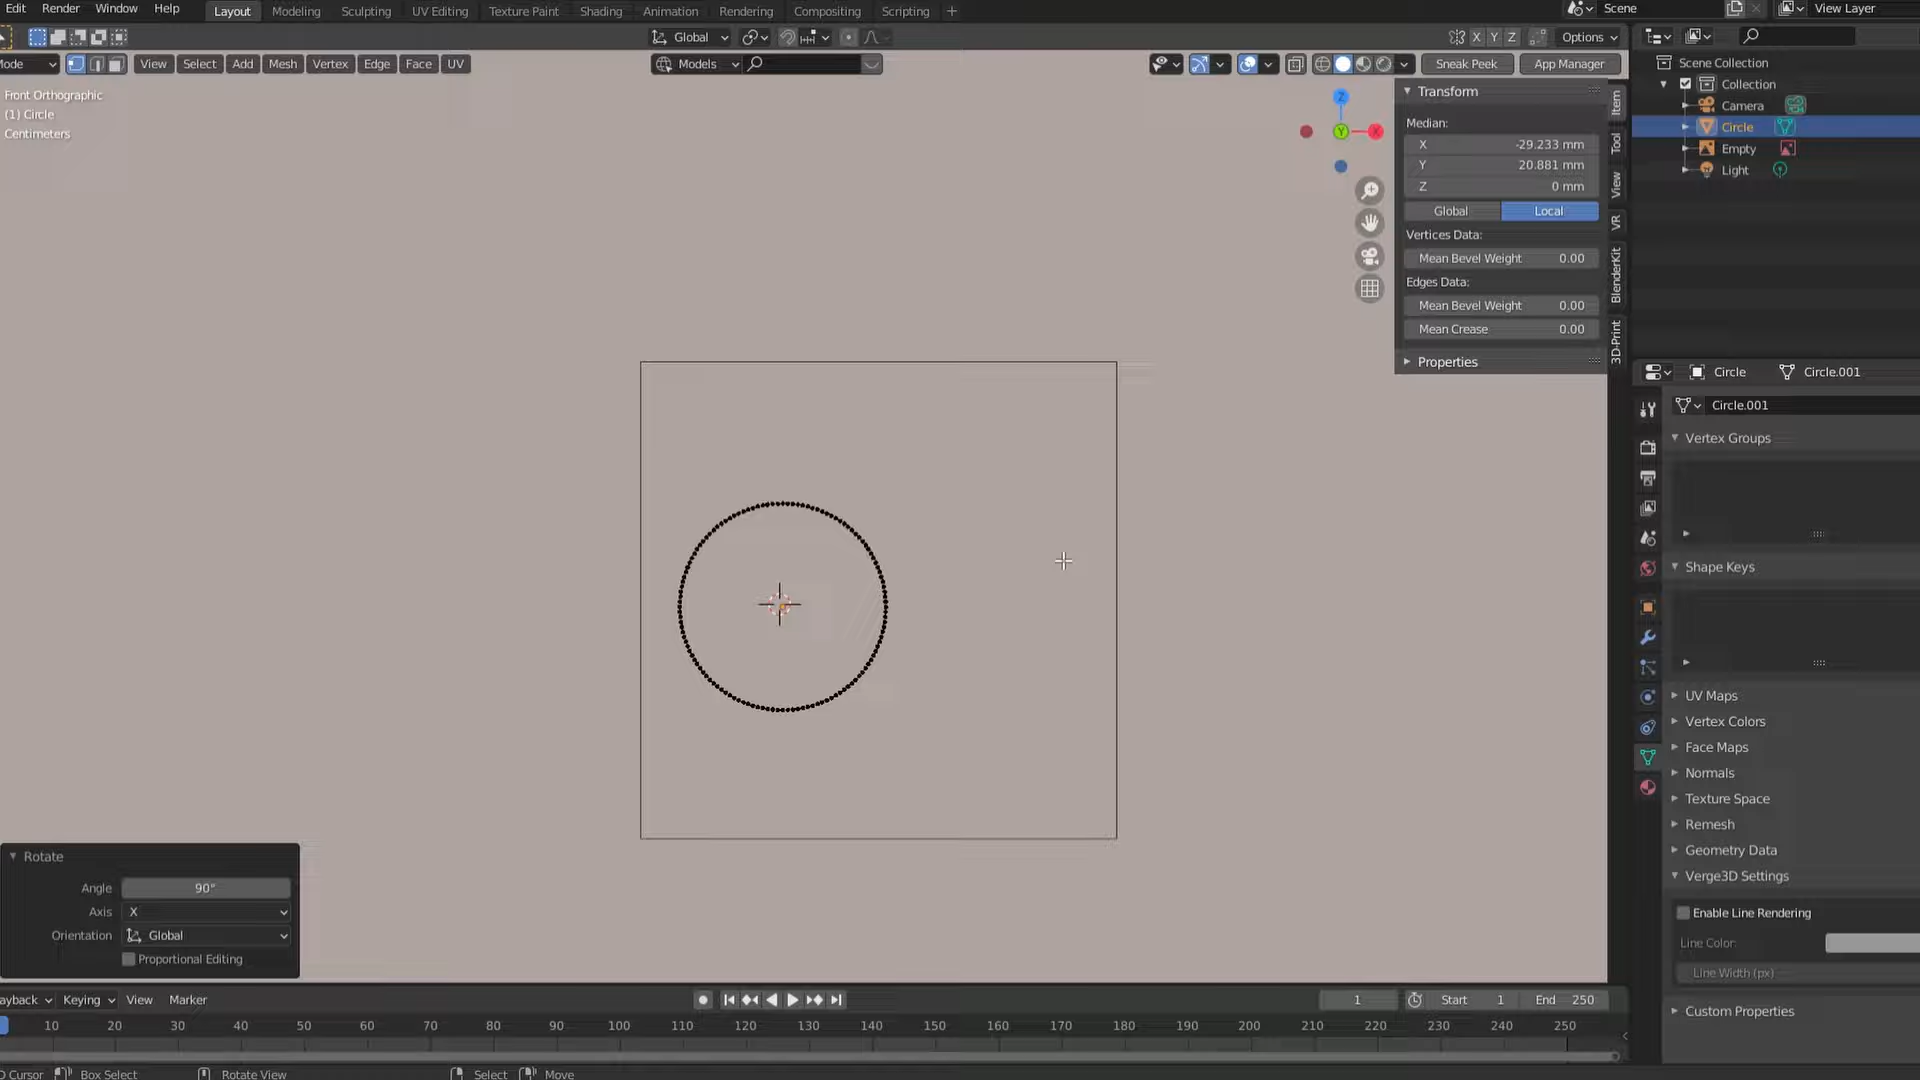 Edit Render Window Help Layout Modeling Sculpting UV Editing Texture Paint Shading Animation Rendering Compositing Scripting + Scene View Layer
Global X Y Z Options
Mode View Select Add Mesh Vertex Edge Face UV Models Sneak Peek App Manager
Front Orthographic
(1) Circle
Centimeters
Z
Y
X
Transform
Median:
X -29.233 mm
Y 20.881 mm
Z 0 mm
Global Local
Vertices Data:
Mean Bevel Weight 0.00
Edges Data:
Mean Bevel Weight 0.00
Mean Crease 0.00
Properties
Item
Tool
View
VR
BlenderKit
3D-Print
Scene Collection
Collection
Camera
Circle
Empty
Light
Circle Circle.001
Circle.001
Vertex Groups
Shape Keys
UV Maps
Vertex Colors
Face Maps
Normals
Texture Space
Remesh
Geometry Data
Verge3D Settings
Enable Line Rendering
Line Color:
Line Width (px)
Custom Properties
Rotate
Angle 90°
Axis X
Orientation Global
Proportional Editing
ayback Keying View Marker 1 Start 1 End 250
10 20 30 40 50 60 70 80 90 100 110 120 130 140 150 160 170 180 190 200 210 220 230 240 250
D Cursor Box Select Rotate View Select Move